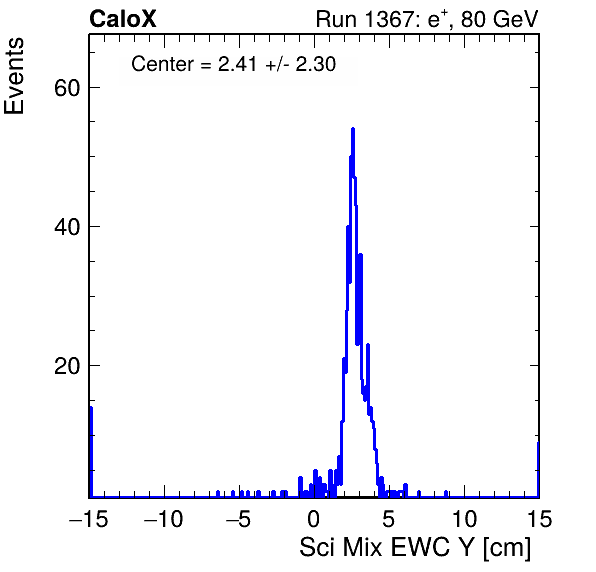 CaloX Run 1367: e⁺, 80 GeV
Center = 2.41 +/- 2.30
Events
60
40
20
−15 −10 −5 0 5 10 15
Sci Mix EWC Y [cm]